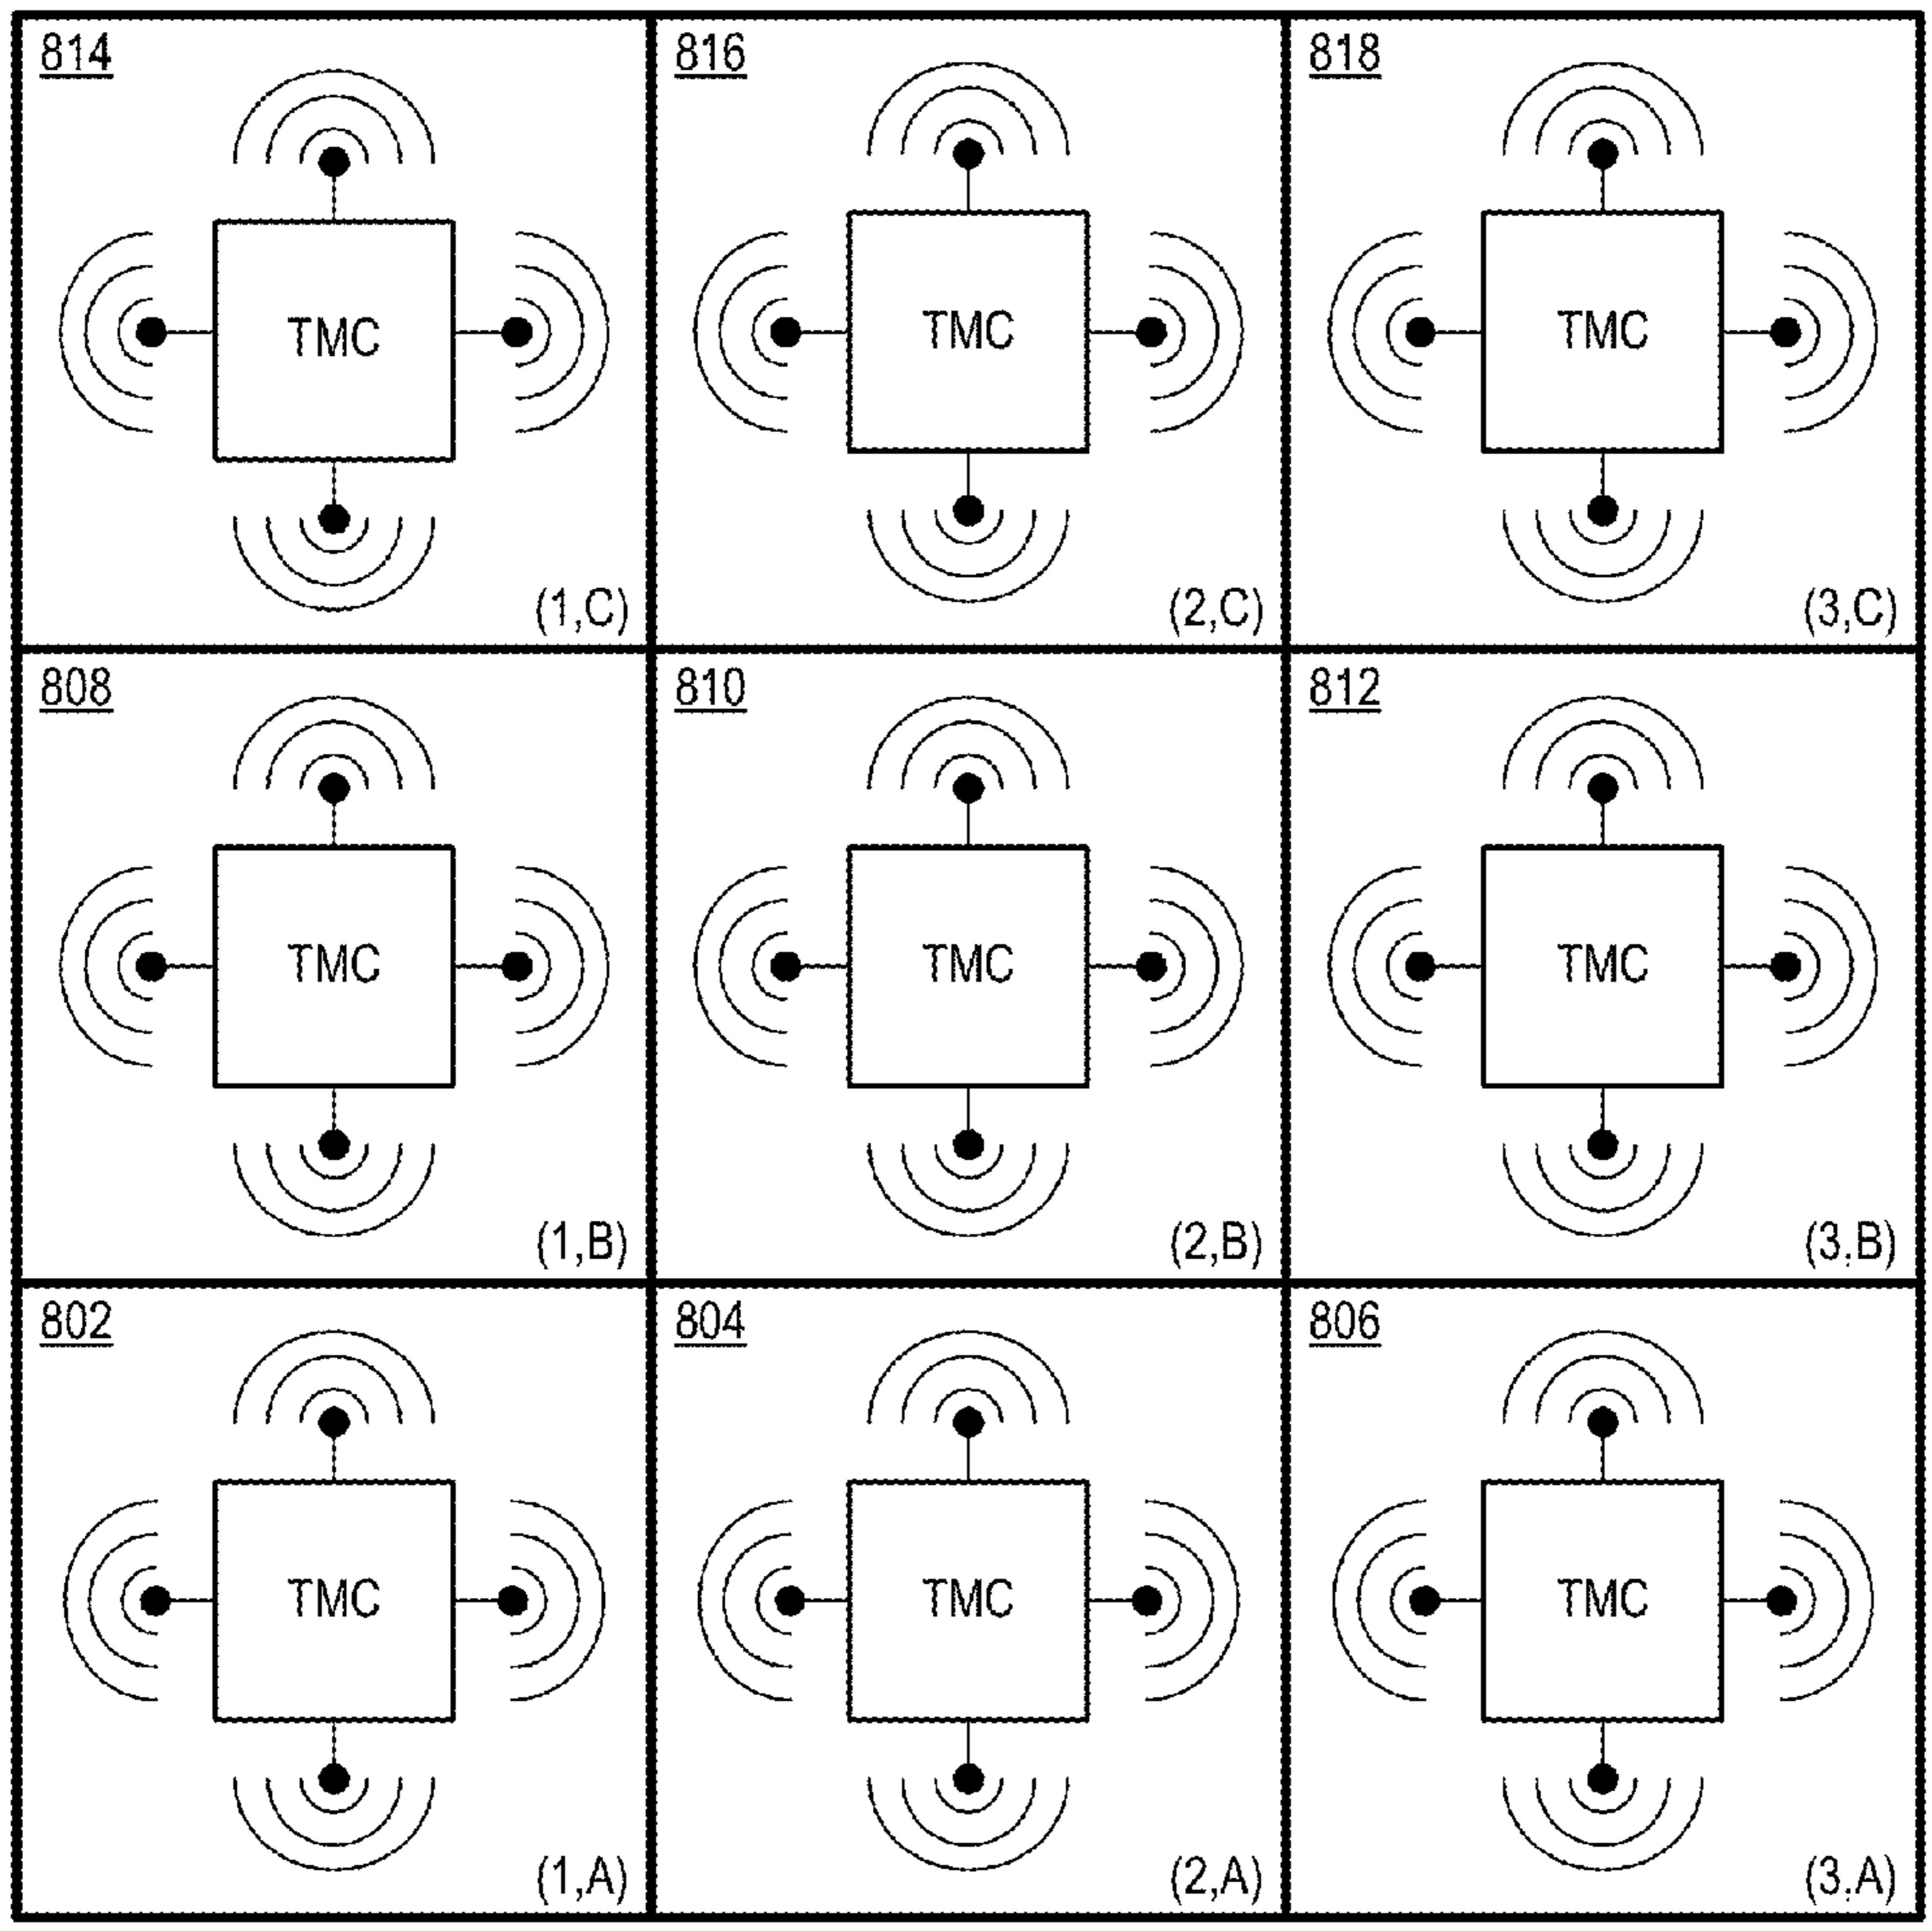 814
TMC
(1,C)
816
TMC
(2,C)
818
TMC
(3,C)
808
TMC
(1,B)
810
TMC
(2,B)
812
TMC
(3.B)
802
TMC
(1,A)
804
TMC
(2,A)
806
TMC
(3.A)